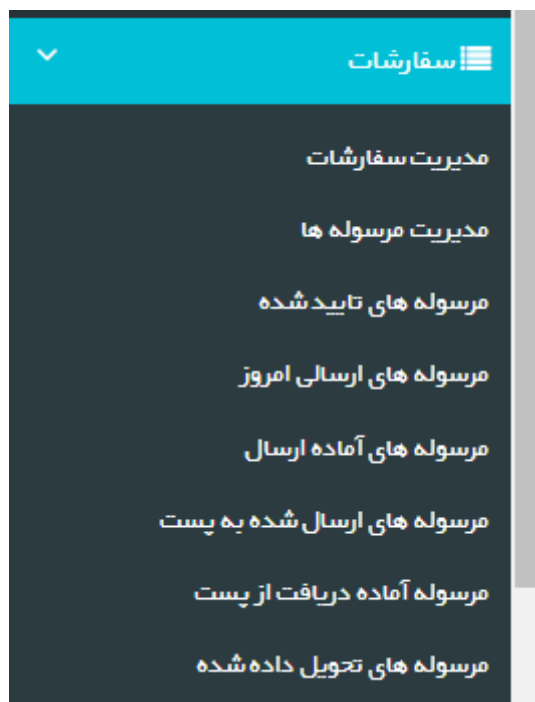 سفارشات
مدیریت سفارشات
مدیریت مرسوله ها
مرسوله های تایید شده
مرسوله های ارسالی امروز
مرسوله های آماده ارسال
مرسوله های ارسال شده به پست
مرسوله آماده دریافت از پست
مرسوله های تحویل داده شده